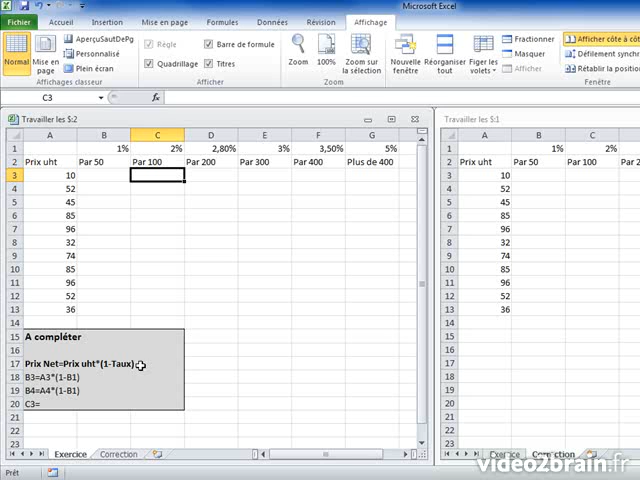 Microsoft Excel
Fichier Accueil Insertion Mise en page Formules Données Révision Affichage
Normal Mise en page AperçuSautDePg Personnalisé Plein écran
Règle Barre de formule
Quadrillage Titres
Zoom 100% Zoom sur la sélection
Nouvelle fenêtre Réorganiser tout Figer les volets
Fractionner
Masquer
Afficher
Afficher côte à côte
Défilement synchr
Rétablir la position
Affichages classeur Afficher Zoom Fenêtre
C3 fx
Travailler les $:2
A B C D E F G
1 1% 2% 2,80% 3% 3,50% 5%
2 Prix uht Par 50 Par 100 Par 200 Par 300 Par 400 Plus de 400
3 10
4 52
5 45
6 85
7 96
8 32
9 74
10 85
11 96
12 52
13 36
14
15 A compléter
16
17 Prix Net=Prix uht*(1-Taux)
18 B3=A3*(1-B1)
19 B4=A4*(1-B1)
20 C3=
21
22
23
Exercice Correction
Travailler les $:1
A B C
1 1% 2%
2 Prix uht Par 50 Par 100 Par 2
3 10
4 52
5 45
6 85
7 96
8 32
9 74
10 85
11 96
12 52
13 36
14
15
16
17
18
19
20
21
22
23
Exercice Correction
Prêt
video2brain.fr